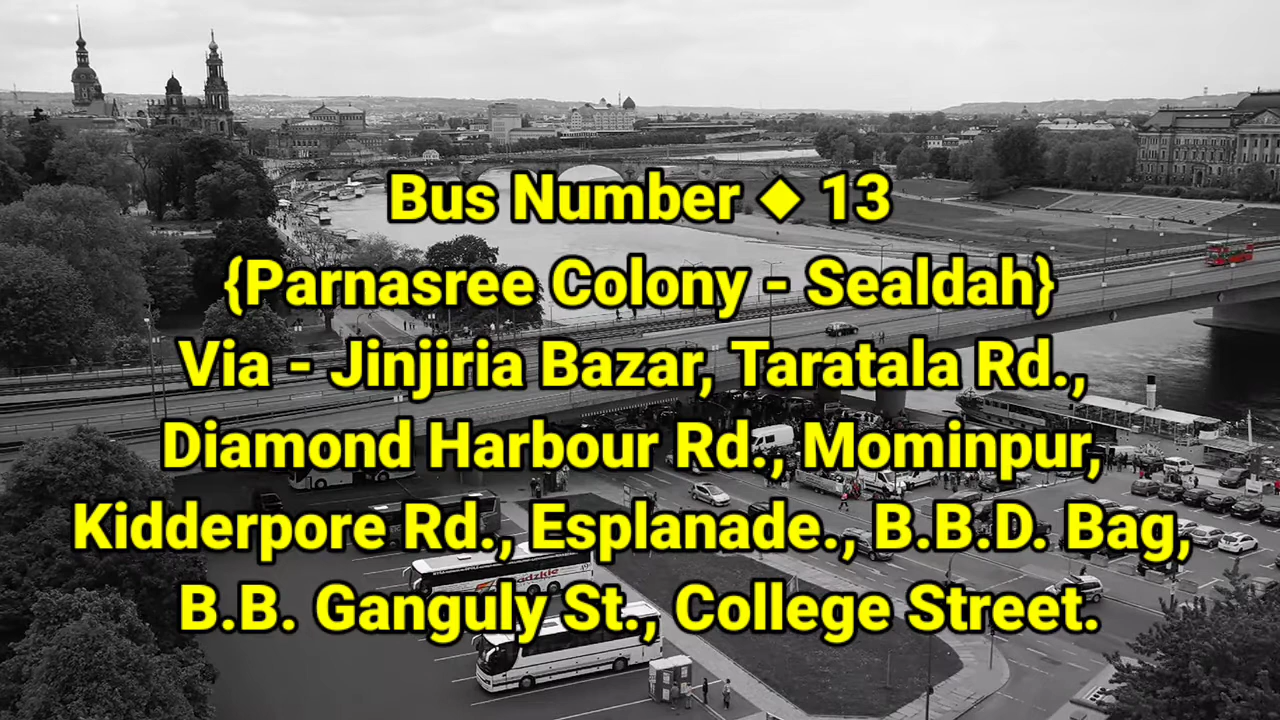 Bus Number ◆ 13
{Parnasree Colony - Sealdah}
Via - Jinjiria Bazar, Taratala Rd.,
Diamond Harbour Rd., Mominpur,
Kidderpore Rd., Esplanade., B.B.D. Bag,
B.B. Ganguly St., College Street.